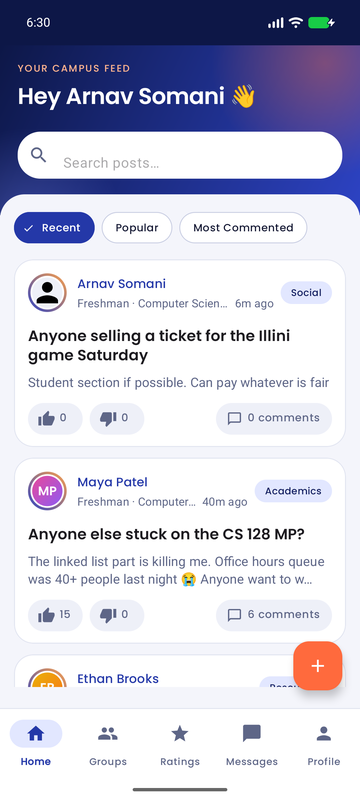 6:30
YOUR CAMPUS FEED
Hey Arnav Somani 👋
Search posts...
Recent
Popular
Most Commented
Arnav Somani
Freshman · Computer Scien... 6m ago
Social
Anyone selling a ticket for the Illini
game Saturday
Student section if possible. Can pay whatever is fair
0
0
0 comments
MP
Maya Patel
Freshman · Computer... 40m ago
Academics
Anyone else stuck on the CS 128 MP?
The linked list part is killing me. Office hours queue
was 40+ people last night 😭 Anyone want to w...
15
0
6 comments
Ethan Brooks
Home
Groups
Ratings
Messages
Profile